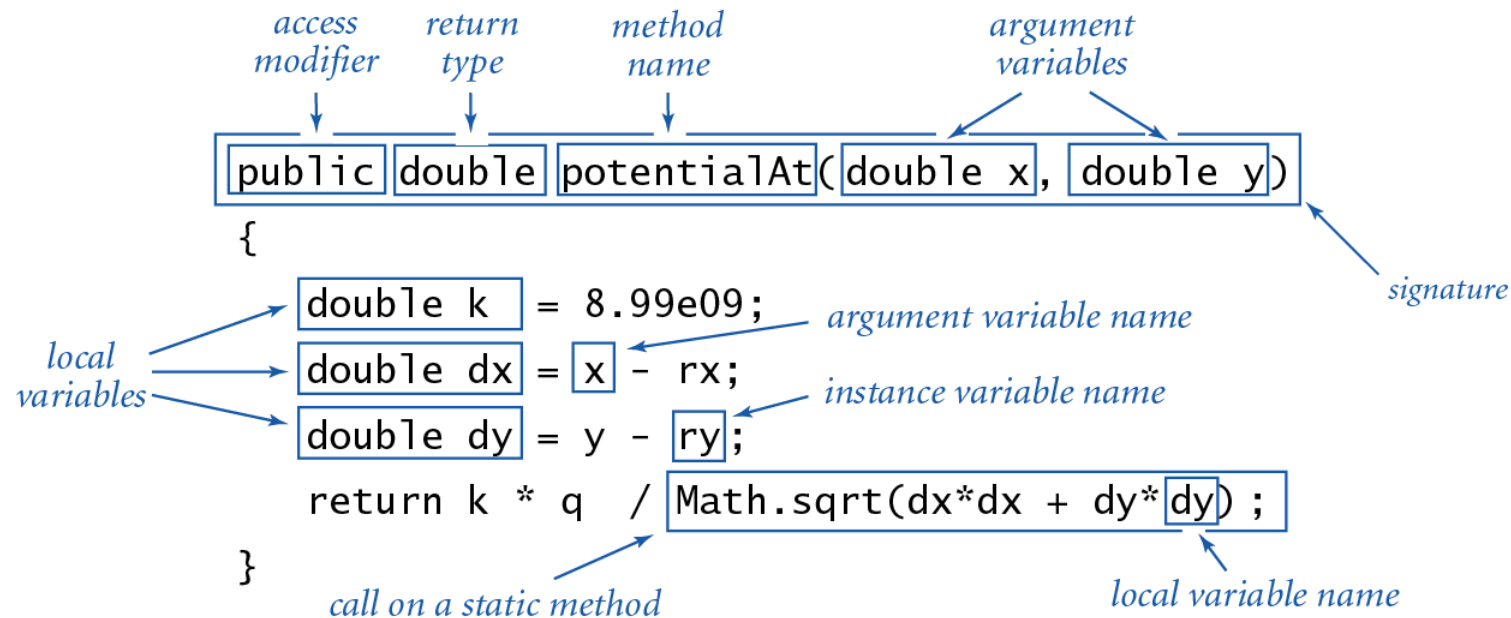 access modifier
return type
method name
argument variables
public double potentialAt(double x, double y)
{
signature
double k = 8.99e09;
argument variable name
local variables
double dx = x - rx;
instance variable name
double dy = y - ry;
return k * q / Math.sqrt(dx*dx + dy*dy) ;
}
call on a static method
local variable name